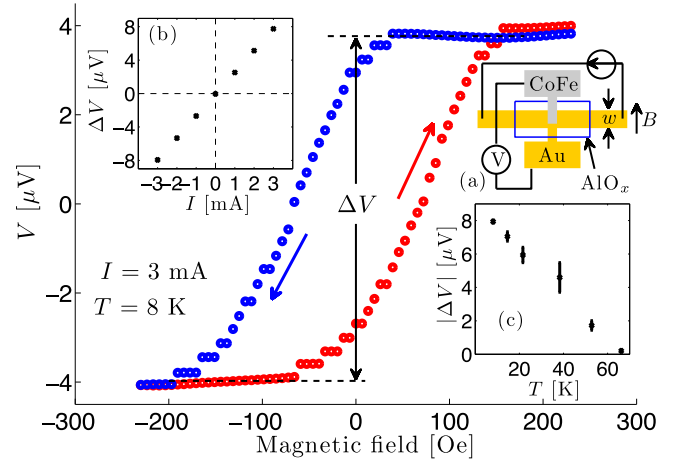 4
2
0
−2
−4
V [μV]
−300
−200
−100
0
100
200
300
Magnetic field [Oe]
I = 3 mA
T = 8 K
ΔV
(b)
8
4
0
−4
−8
ΔV [μV]
−3
−2
−1
0
1
2
3
I [mA]
CoFe
w
B
V
Au
(a)
AlOx
8
6
4
2
0
|ΔV| [μV]
(c)
20
40
60
T [K]